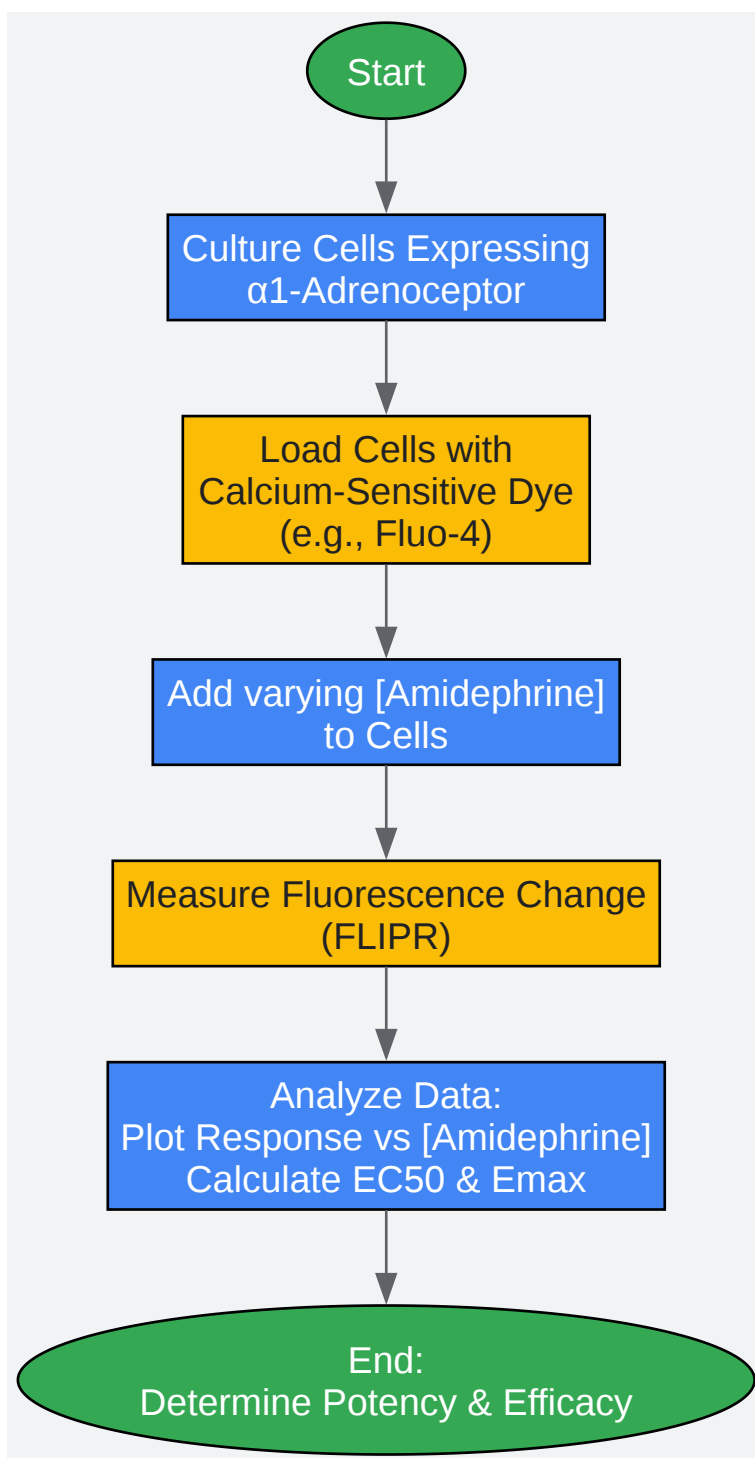 Start
Culture Cells Expressing
α1-Adrenoceptor
Load Cells with
Calcium-Sensitive Dye
(e.g., Fluo-4)
Add varying [Amidephrine]
to Cells
Measure Fluorescence Change
(FLIPR)
Analyze Data:
Plot Response vs [Amidephrine]
Calculate EC50 & Emax
End:
Determine Potency & Efficacy